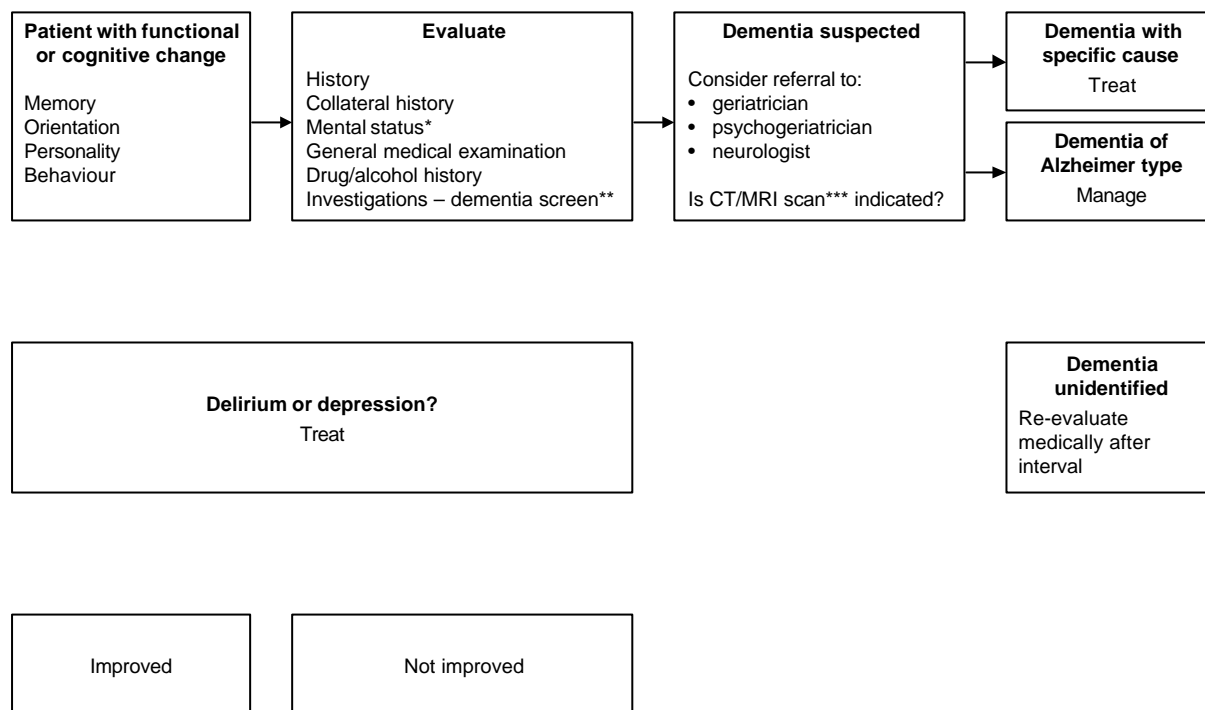 Patient with functional
or cognitive change
Memory
Orientation
Personality
Behaviour
Evaluate
History
Collateral history
Mental status*
General medical examination
Drug/alcohol history
Investigations – dementia screen**
Dementia suspected
Consider referral to:
• geriatrician
• psychogeriatrician
• neurologist
Is CT/MRI scan*** indicated?
Dementia with
specific cause
Treat
Dementia of
Alzheimer type
Manage
Delirium or depression?
Treat
Dementia
unidentified
Re-evaluate
medically after
interval
Improved
Not improved